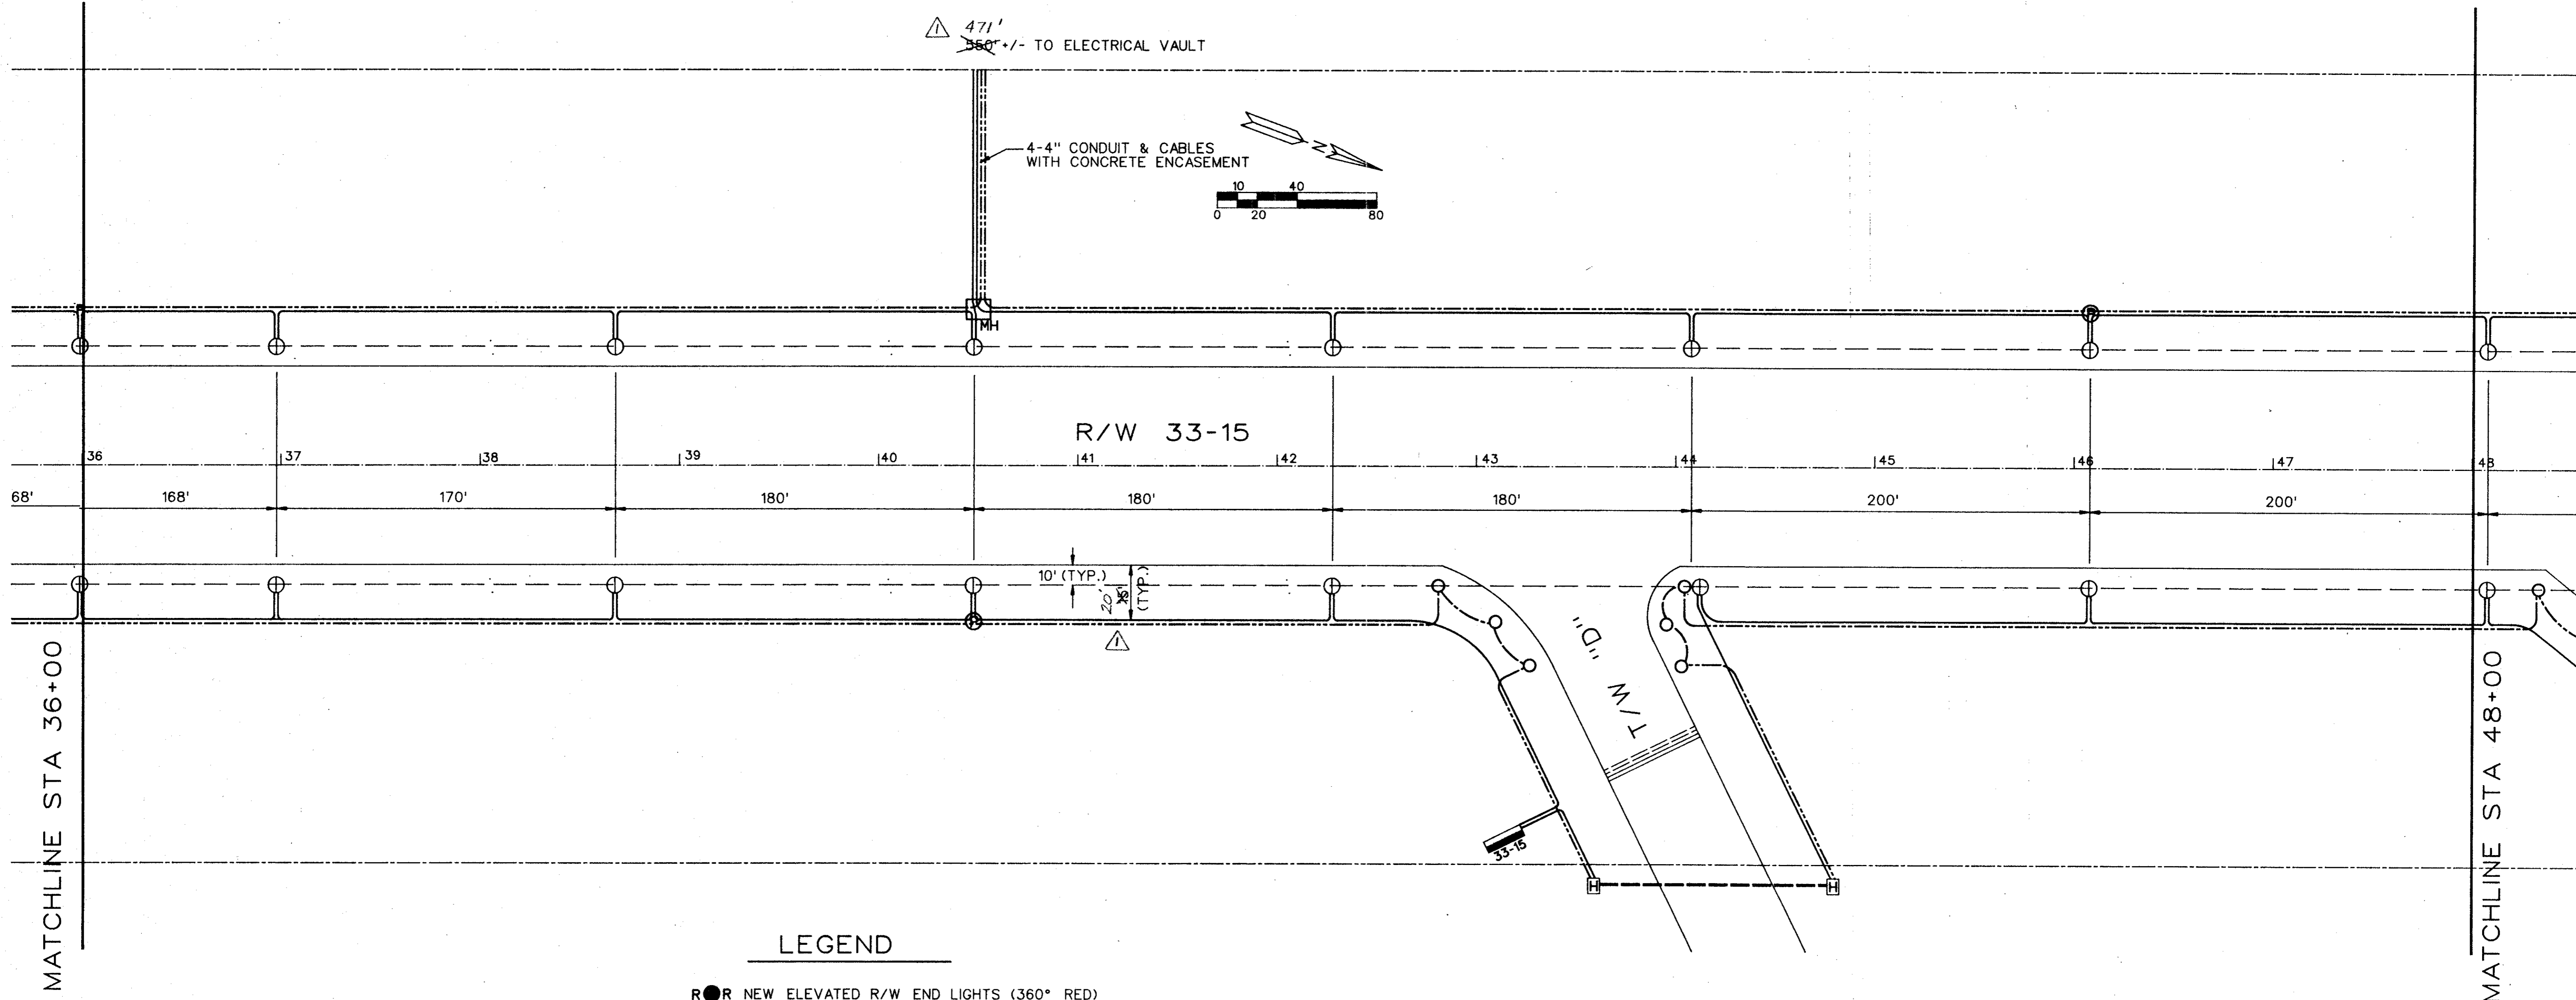 1 471'
550' +/- TO ELECTRICAL VAULT
4-4" CONDUIT & CABLES
WITH CONCRETE ENCASEMENT
N
10 40
0 20 80
MH
R/W 33-15
36 37 38 39 40 41 42 43 44 45 46 47 48
68' 168' 170' 180' 180' 180' 200' 200'
10' (TYP.)
20'
(TYP.)
1
T/W "D"
33-15
H H
MATCHLINE STA 36+00
MATCHLINE STA 48+00
LEGEND
R R NEW ELEVATED R/W END LIGHTS (360° RED)